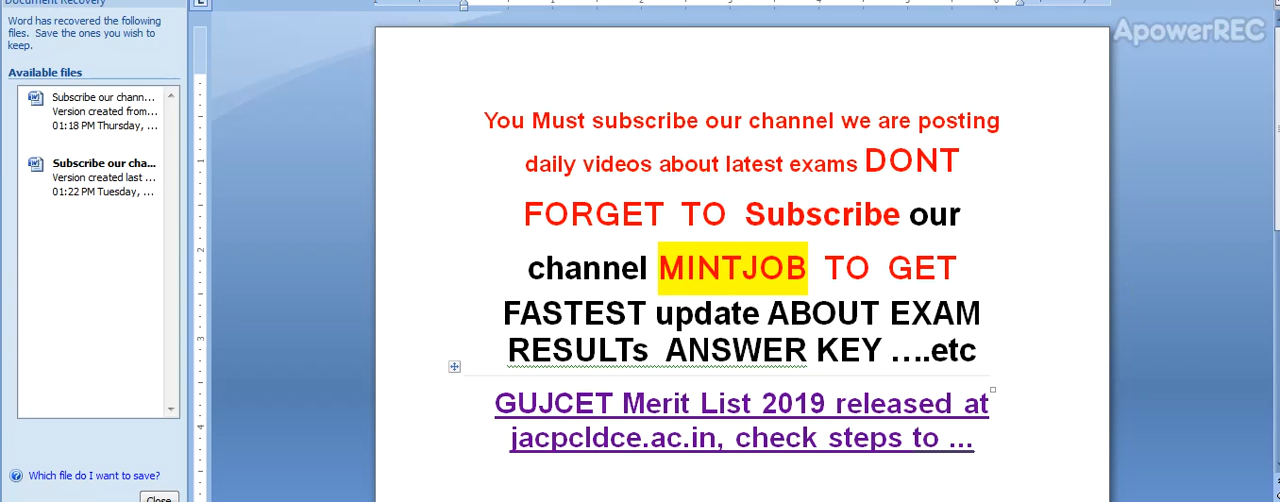 Document Recovery
Word has recovered the following
files. Save the ones you wish to
keep.
Available files
Subscribe our chann...
Version created from...
01:18 PM Thursday, ...
Subscribe our cha...
Version created last ...
01:22 PM Tuesday, ...
Which file do I want to save?
Close
ApowerREC
You Must subscribe our channel we are posting
daily videos about latest exams DONT
FORGET TO Subscribe our
channel MINTJOB TO GET
FASTEST update ABOUT EXAM
RESULTs ANSWER KEY ....etc
GUJCET Merit List 2019 released at
jacpcldce.ac.in, check steps to ...